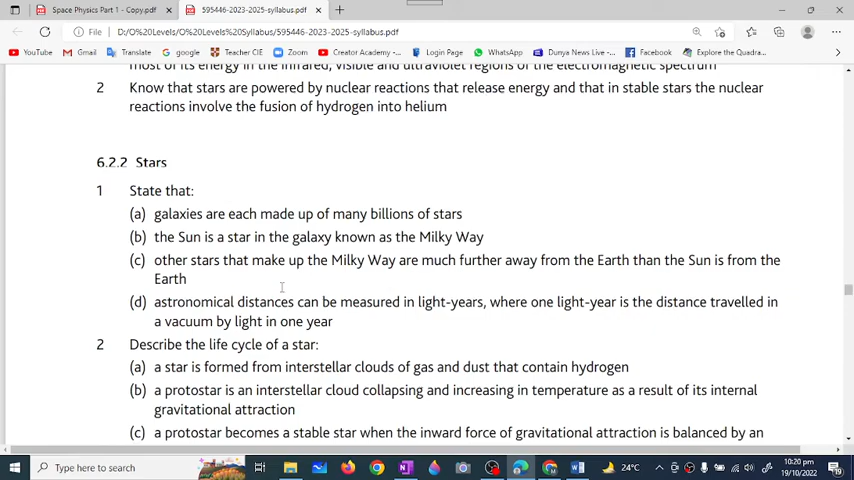 Space Physics Part 1 - Copy.pdf
595446-2023-2025-syllabus.pdf
File
D:/O%20Levels/O%20Level%20Syllabus/595446-2023-2025-syllabus.pdf
YouTube Gmail Translate google Teacher CIE Zoom Creator Academy -... Login Page WhatsApp Dunya News Live -... Facebook Explore the Quadra...
most of its energy in the infrared, visible and ultraviolet regions of the electromagnetic spectrum
2 Know that stars are powered by nuclear reactions that release energy and that in stable stars the nuclear
reactions involve the fusion of hydrogen into helium
6.2.2 Stars
1 State that:
(a) galaxies are each made up of many billions of stars
(b) the Sun is a star in the galaxy known as the Milky Way
(c) other stars that make up the Milky Way are much further away from the Earth than the Sun is from the
Earth
(d) astronomical distances can be measured in light-years, where one light-year is the distance travelled in
a vacuum by light in one year
2 Describe the life cycle of a star:
(a) a star is formed from interstellar clouds of gas and dust that contain hydrogen
(b) a protostar is an interstellar cloud collapsing and increasing in temperature as a result of its internal
gravitational attraction
(c) a protostar becomes a stable star when the inward force of gravitational attraction is balanced by an
Type here to search
24°C
10:20 pm
19/10/2022